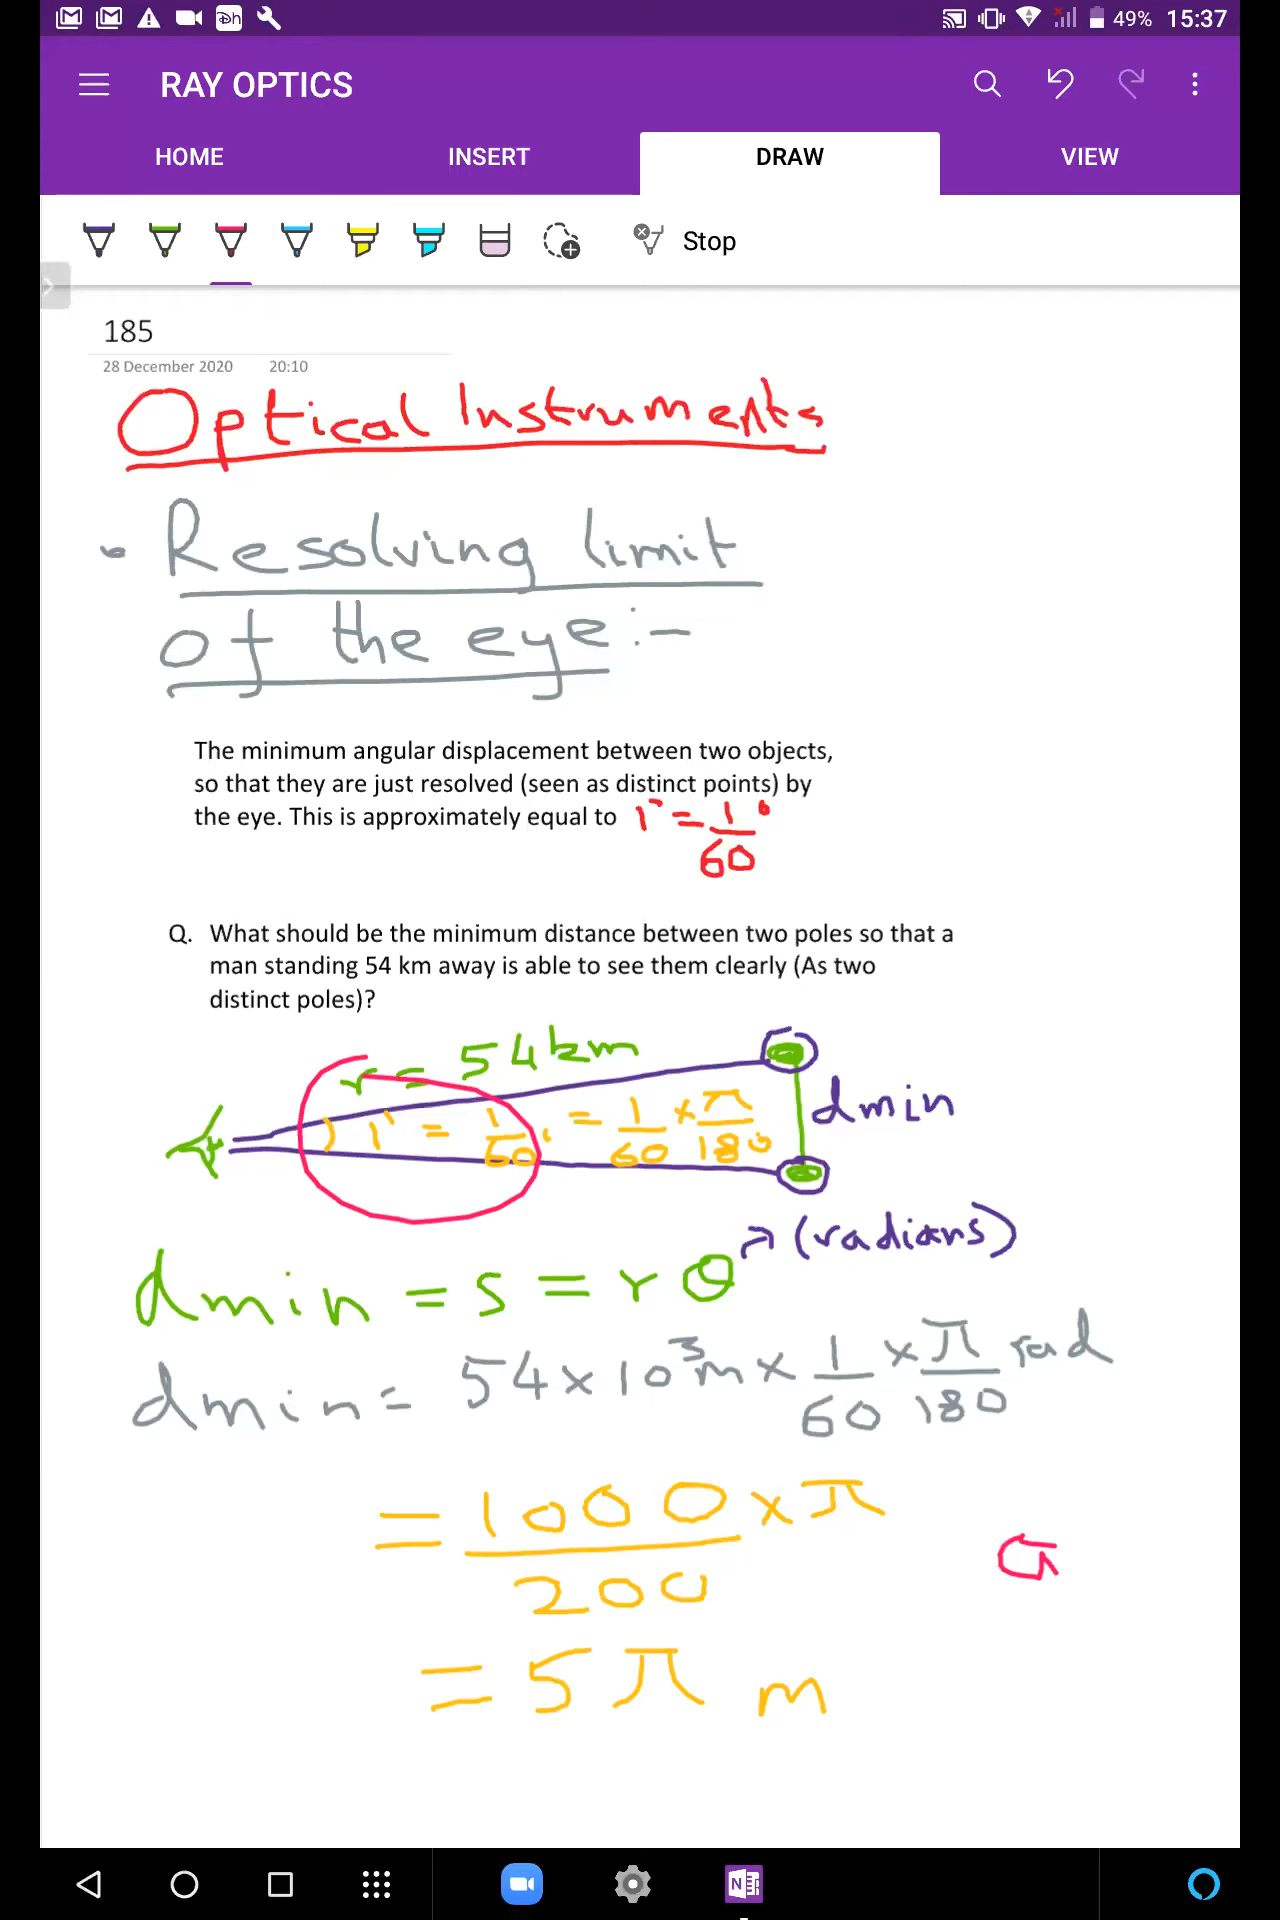 49% 15:37
RAY OPTICS
HOME INSERT DRAW VIEW
Stop
185
28 December 2020 20:10
Optical Instruments
• Resolving limit
of the eye:-
The minimum angular displacement between two objects,
so that they are just resolved (seen as distinct points) by
the eye. This is approximately equal to 1' = 1/60°
Q. What should be the minimum distance between two poles so that a
man standing 54 km away is able to see them clearly (As two
distinct poles)?
r = 54km
1' = 1/60° = 1/60 × π/180°
dmin
→ (radians)
dmin = s = rθ
dmin = 54×10³m × 1/60 × π/180 rad
= 1000/200 × π
= 5π m